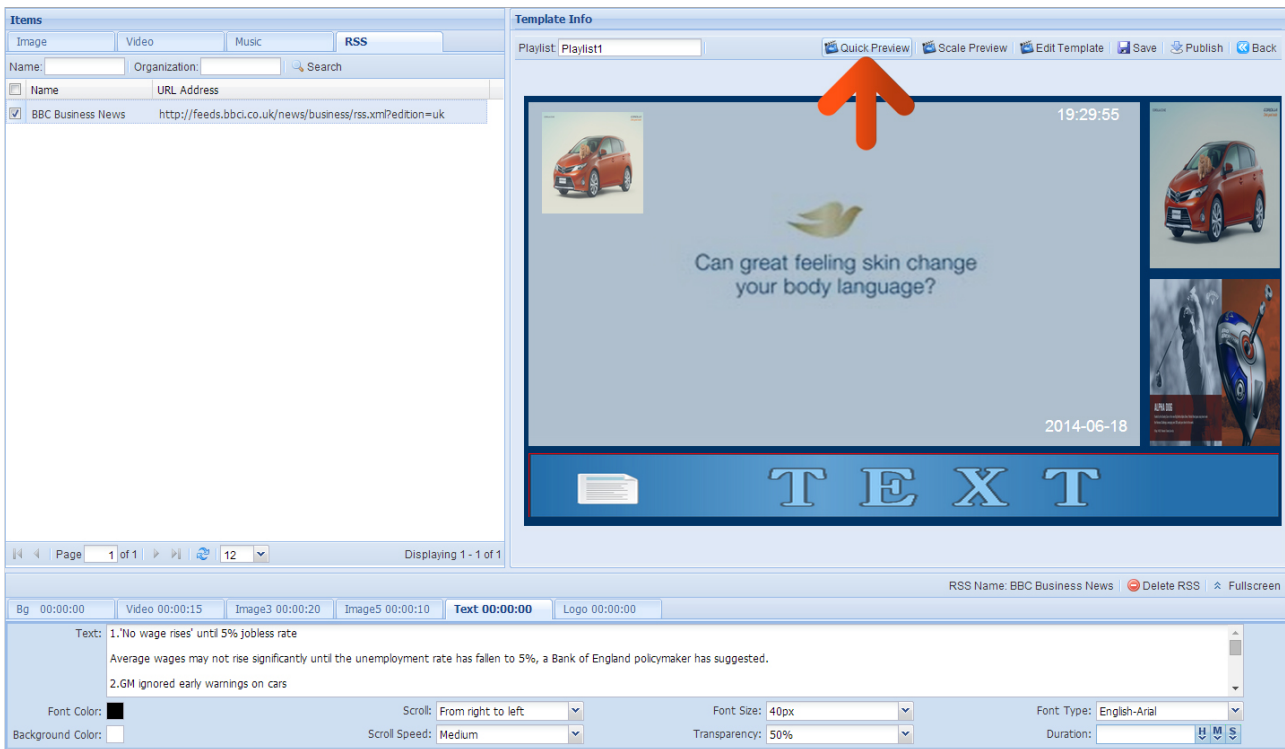 Items
Image Video Music RSS
Name: Organization: Search
Name URL Address
BBC Business News http://feeds.bbci.co.uk/news/business/rss.xml?edition=uk
Page 1 of 1 12 Displaying 1 - 1 of 1
Template Info
Playlist: Playlist1 Quick Preview Scale Preview Edit Template Save Publish Back
19:29:55
Can great feeling skin change
your body language?
2014-06-18
ALPHA DOG
TEXT
RSS Name: BBC Business News Delete RSS Fullscreen
Bg 00:00:00 Video 00:00:15 Image3 00:00:20 Image5 00:00:10 Text 00:00:00 Logo 00:00:00
Text: 1.'No wage rises' until 5% jobless rate
Average wages may not rise significantly until the unemployment rate has fallen to 5%, a Bank of England policymaker has suggested.
2.GM ignored early warnings on cars
Font Color: Scroll: From right to left Font Size: 40px Font Type: English-Arial
Background Color: Scroll Speed: Medium Transparency: 50% Duration: H M S